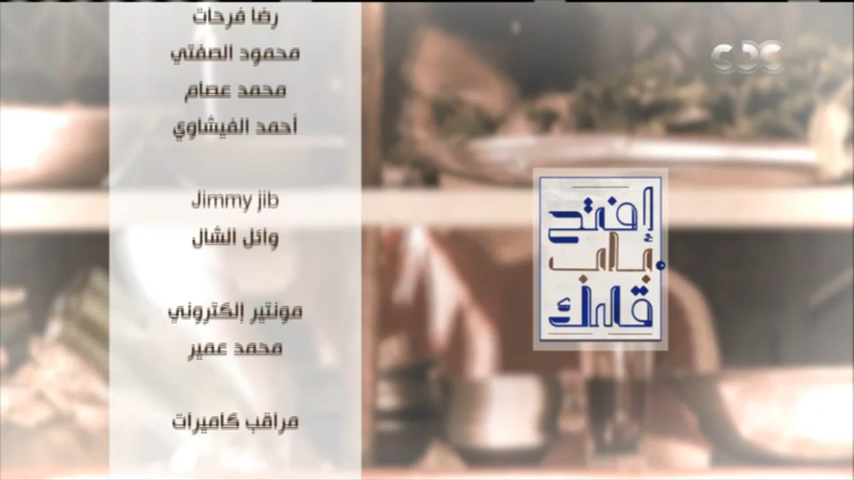 رضا فرحات
محمود الصفتي
محمد عصام
أحمد الفيشاوي
Jimmy jib
وائل الشال
مونتير إلكتروني
محمد عمير
مراقب كاميرات
CBC
إفتح
باب
قلبك